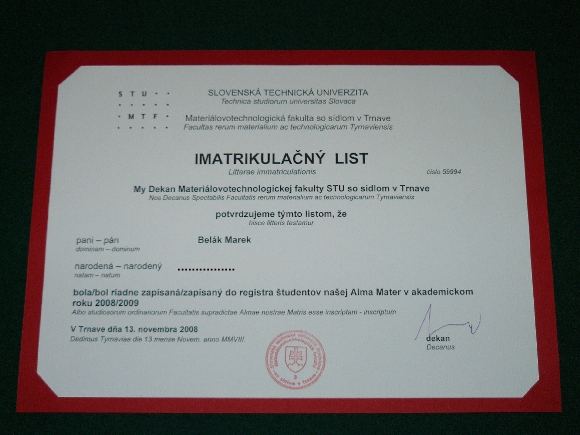 STU
MTF
SLOVENSKÁ TECHNICKÁ UNIVERZITA
Technica studiorum universitas Slovaca
Materiálovotechnologická fakulta so sídlom v Trnave
Facultas rerum materialium ac technologicarum Tyrnaviensis
IMATRIKULAČNÝ LIST
Litterae immatriculationis
číslo 59994
My Dekan Materiálovotechnologickej fakulty STU so sídlom v Trnave
Nos Decanus Spectabilis Facultatis rerum materialium ac technologicarum Tyrnaviensis
potvrdzujeme týmto listom, že
hisce litteris testamur
pani – pán Belák Marek
dominam – dominum
narodená – narodený ................
natam – natum
bola/bol riadne zapísaná/zapísaný do registra študentov našej Alma Mater v akademickom
roku 2008/2009
Albo studiosorum ordinariorum Facultatis supradictae Almae nostrae Matris esse inscriptam - inscriptum
V Trnave dňa 13. novembra 2008
Dedimus Tyrnaviae die 13 mense Novem. anno MMVIII.
dekan
Decanus